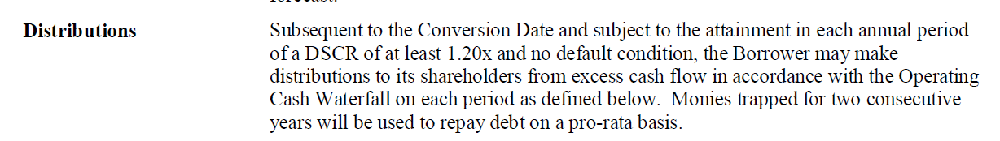 forecast.
Distributions Subsequent to the Conversion Date and subject to the attainment in each annual period
of a DSCR of at least 1.20x and no default condition, the Borrower may make
distributions to its shareholders from excess cash flow in accordance with the Operating
Cash Waterfall on each period as defined below.  Monies trapped for two consecutive
years will be used to repay debt on a pro-rata basis.